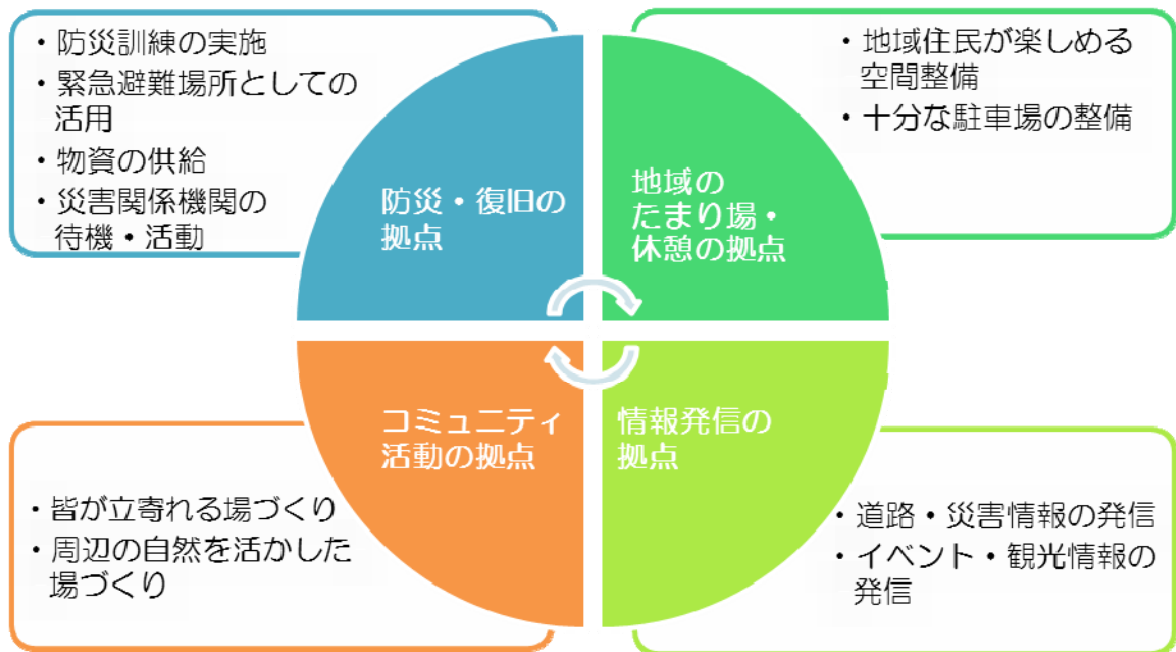 ・防災訓練の実施
・緊急避難場所としての
活用
・物資の供給
・災害関係機関の
待機・活動
防災・復旧の
拠点
地域の
たまり場・
休憩の拠点
・地域住民が楽しめる
空間整備
・十分な駐車場の整備
コミュニティ
活動の拠点
・皆が立寄れる場づくり
・周辺の自然を活かした
場づくり
情報発信の
拠点
・道路・災害情報の発信
・イベント・観光情報の
発信